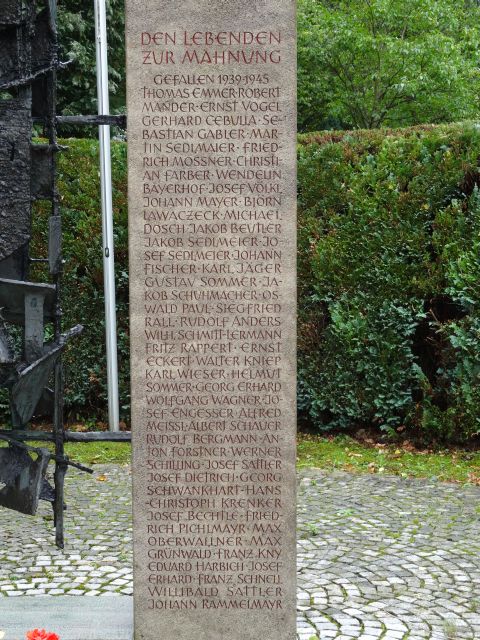 DEN LEBENDEN
ZUR MAHNUNG
GEFALLEN 1939-1945
THOMAS EMMER·ROBERT
MANDER·ERNST VOGEL
GERHARD CEBULLA·SE-
BASTIAN GABLER·MAR-
TIN SEDLMAIER·FRIED-
RICH MOSSNER·CHRISTI-
AN FARBER·WENDELIN
BAYERHOF·JOSEF VÖLKL
JOHANN MAYER·BJÖRN
LAWACZECK·MICHAEL
DOSCH·JAKOB BEUTLER
JAKOB SEDLMEIER·JO-
SEF SEDLMEIER·JOHANN
FISCHER·KARL JÄGER
GUSTAV SOMMER·JA-
KOB SCHUHMACHER·OS-
WALD PAUL·SIEGFRIED
RALL·RUDOLF ANDERS
WILL SCHMITT-LERMANN
FRITZ RAPPERT·ERNST
ECKERT·WALTER KNIEP
KARL WIESER·HELMUT
SOMMER·GEORG ERHARD
WOLFGANG WAGNER·JO-
SEF ENGESSER·ALFRED
MEISSL·ALBERT SCHAUER
RUDOLF BERGMANN·AN-
TON FORSTNER·WERNER
SCHILLING·JOSEF SATTLER
JOSEF DIETRICH·GEORG
SCHWANKHART·HANS
-CHRISTOPH KRENKER
JOSEF BECHTLE·FRIED-
RICH PICHLMAYR·MAX
OBERWALLNER·MAX
GRÜNWALD·FRANZ KNY
EDUARD HARBICH·JOSEF
ERHARD·FRANZ SCHNELL
WILLIBALD SATTLER
JOHANN RAMMELMAYR